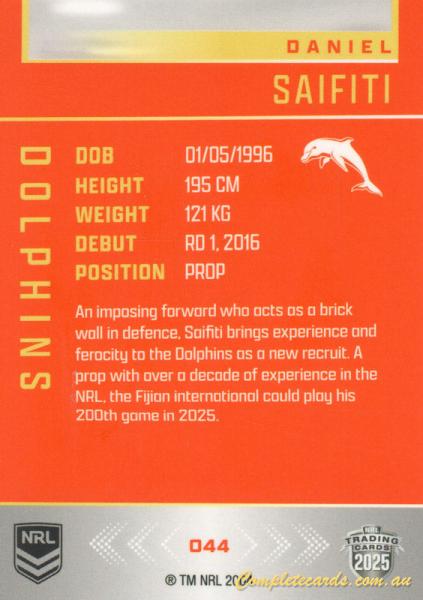 DANIEL
SAIFITI
DOLPHINS
DOB 01/05/1996
HEIGHT 195 CM
WEIGHT 121 KG
DEBUT RD 1, 2016
POSITION PROP
An imposing forward who acts as a brick
wall in defence, Saifiti brings experience and
ferocity to the Dolphins as a new recruit. A
prop with over a decade of experience in the
NRL, the Fijian international could play his
200th game in 2025.
NRL
044
NRL
TRADING
CARDS
2025
® TM NRL
Completecards.com.au